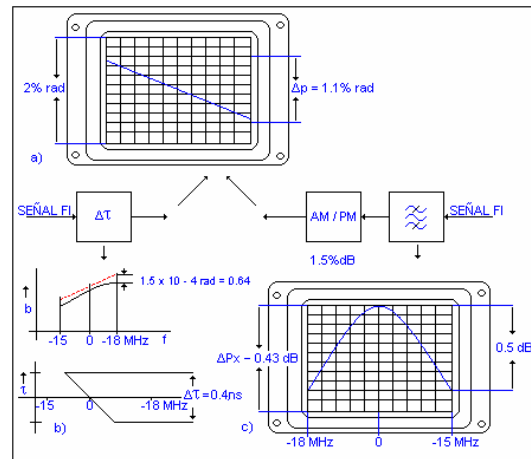 2% rad
Δp = 1.1% rad
a)
SEÑAL FI
Δτ
AM / PM
SEÑAL FI
1.5%dB
1.5 x 10 - 4 rad = 0.64
b
-15
0
-18 MHz
f
τ
-15
0
-18 MHz
Δτ = 0.4ns
b)
ΔPx – 0.43 dB
0.5 dB
c)
-18 MHz
0
-15 MHz